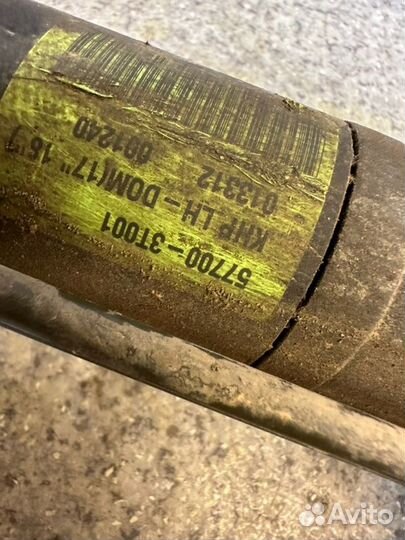 57700-3T001
KHP LH-DOM(17" 16")
013312 001240
Avito